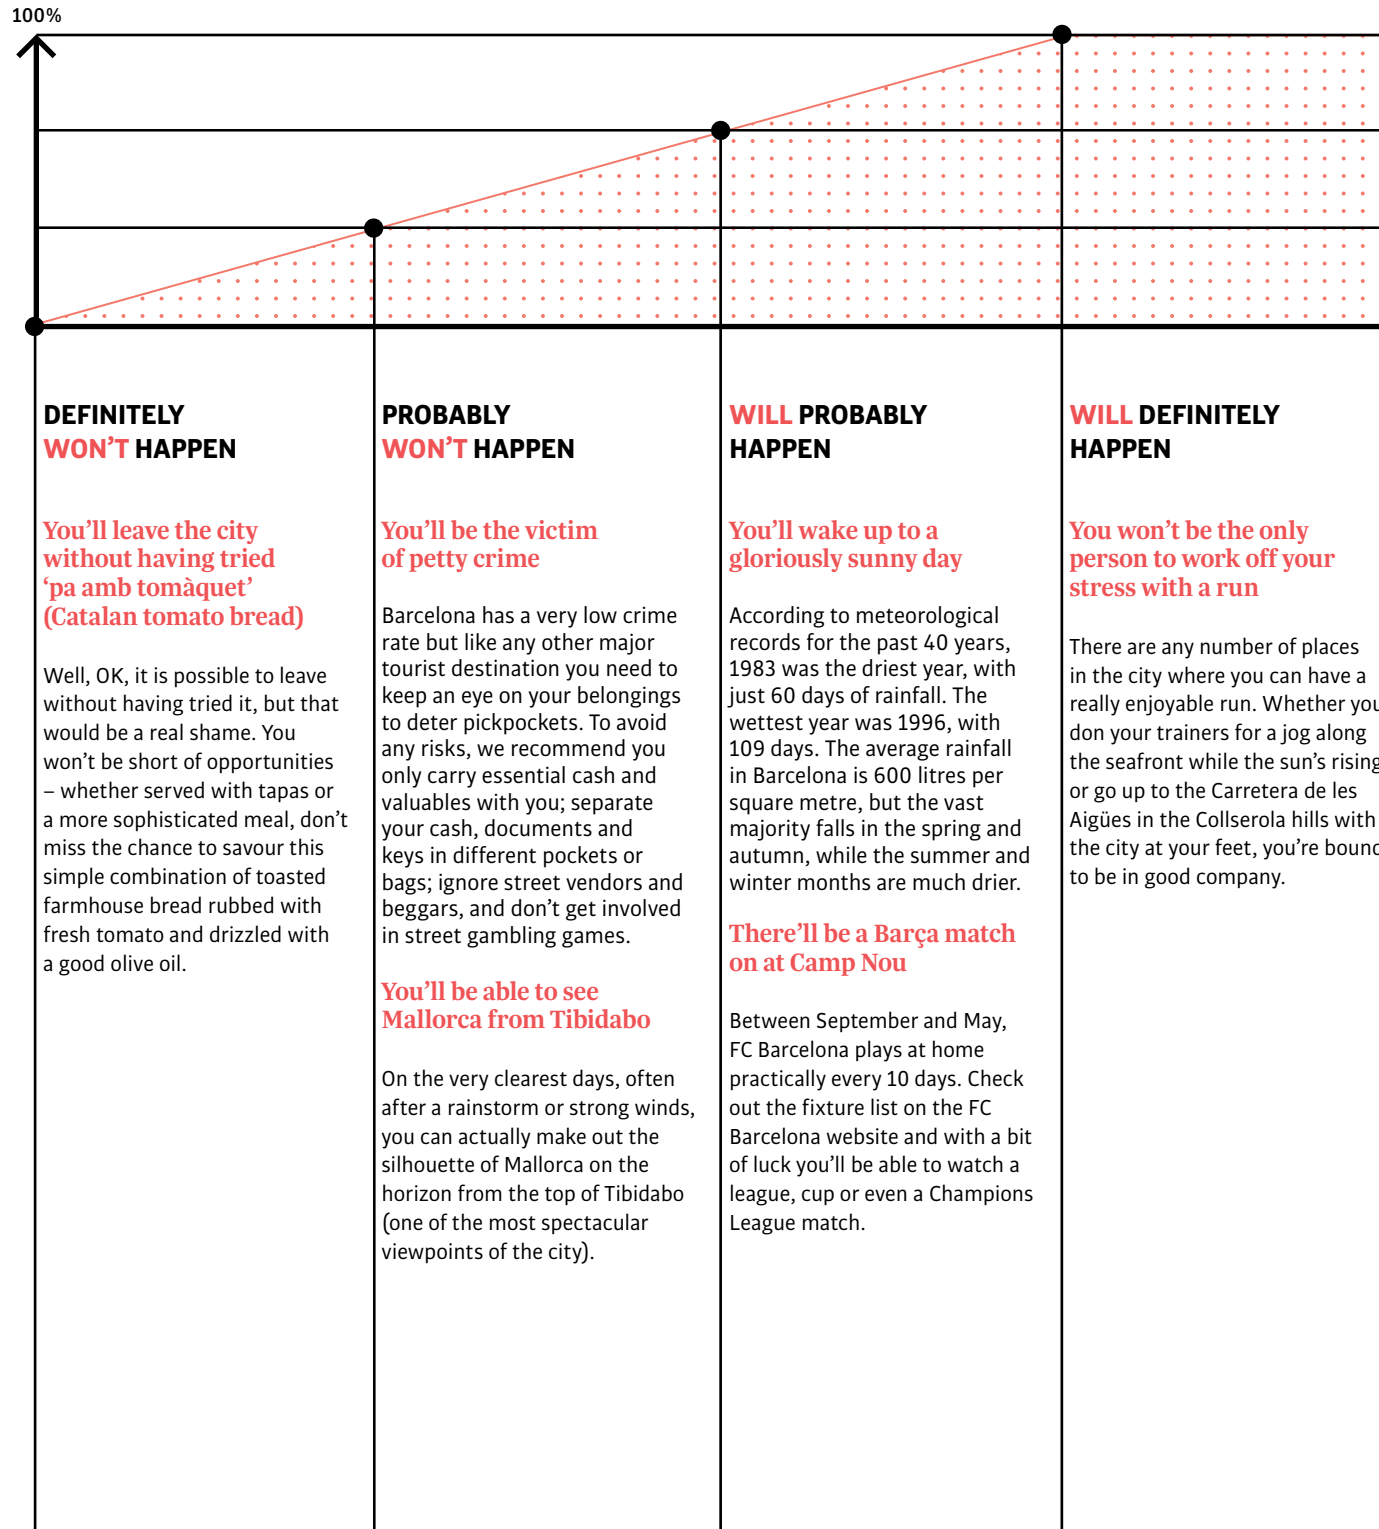 100%
DEFINITELY
WON'T HAPPEN
You'll leave the city
without having tried
‘pa amb tomàquet’
(Catalan tomato bread)
Well, OK, it is possible to leave
without having tried it, but that
would be a real shame. You
won't be short of opportunities
– whether served with tapas or
a more sophisticated meal, don't
miss the chance to savour this
simple combination of toasted
farmhouse bread rubbed with
fresh tomato and drizzled with
a good olive oil.
PROBABLY
WON'T HAPPEN
You'll be the victim
of petty crime
Barcelona has a very low crime
rate but like any other major
tourist destination you need to
keep an eye on your belongings
to deter pickpockets. To avoid
any risks, we recommend you
only carry essential cash and
valuables with you; separate
your cash, documents and
keys in different pockets or
bags; ignore street vendors and
beggars, and don't get involved
in street gambling games.
You'll be able to see
Mallorca from Tibidabo
On the very clearest days, often
after a rainstorm or strong winds,
you can actually make out the
silhouette of Mallorca on the
horizon from the top of Tibidabo
(one of the most spectacular
viewpoints of the city).
WILL PROBABLY
HAPPEN
You'll wake up to a
gloriously sunny day
According to meteorological
records for the past 40 years,
1983 was the driest year, with
just 60 days of rainfall. The
wettest year was 1996, with
109 days. The average rainfall
in Barcelona is 600 litres per
square metre, but the vast
majority falls in the spring and
autumn, while the summer and
winter months are much drier.
There'll be a Barça match
on at Camp Nou
Between September and May,
FC Barcelona plays at home
practically every 10 days. Check
out the fixture list on the FC
Barcelona website and with a bit
of luck you'll be able to watch a
league, cup or even a Champions
League match.
WILL DEFINITELY
HAPPEN
You won't be the only
person to work off your
stress with a run
There are any number of places
in the city where you can have a
really enjoyable run. Whether you
don your trainers for a jog along
the seafront while the sun's rising
or go up to the Carretera de les
Aigües in the Collserola hills with
the city at your feet, you're bound
to be in good company.